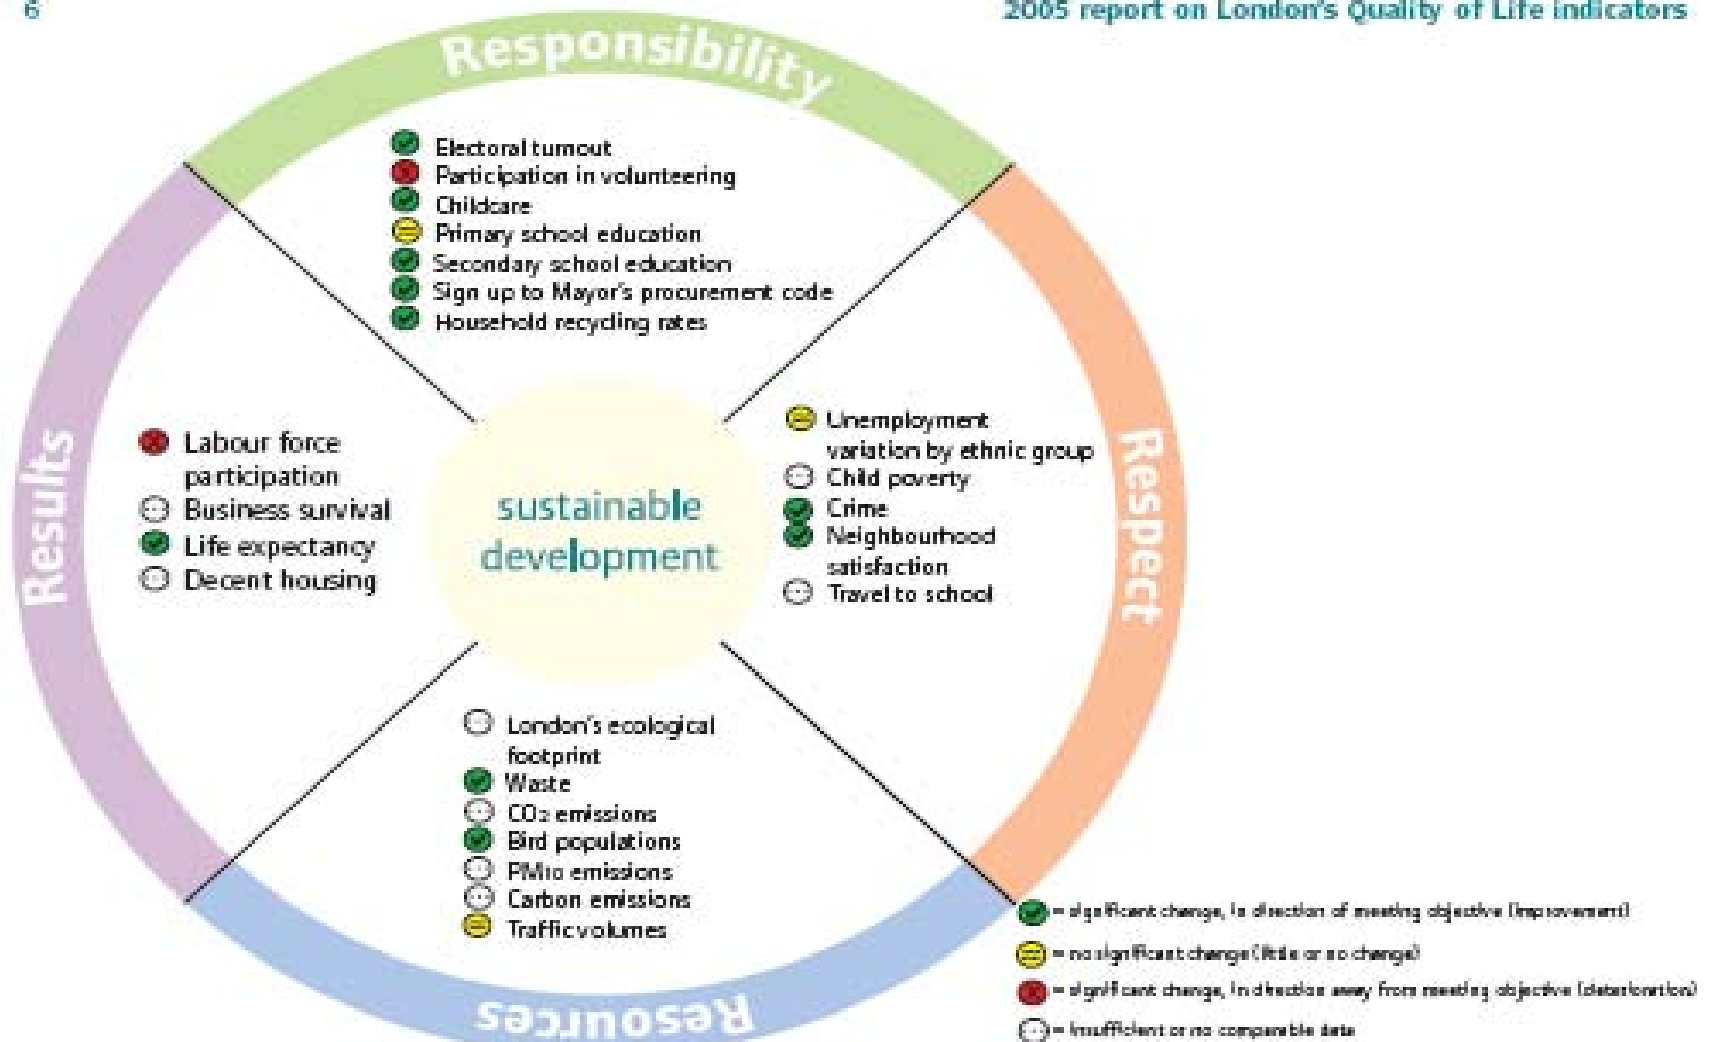 6
2005 report on London's Quality of Life indicators
Responsibility
Electoral turnout
Participation in volunteering
Childcare
Primary school education
Secondary school education
Sign up to Mayor's procurement code
Household recycling rates
Results
Labour force
participation
Business survival
Life expectancy
Decent housing
sustainable
development
Unemployment
variation by ethnic group
Child poverty
Crime
Neighbourhood
satisfaction
Travel to school
Respect
London's ecological
footprint
Waste
CO2 emissions
Bird populations
PM10 emissions
Carbon emissions
Traffic volumes
Resources
= significant change, in direction of meeting objective (improvement)
= no significant change (little or no change)
= significant change, in direction away from meeting objective (deterioration)
= insufficient or no comparable data